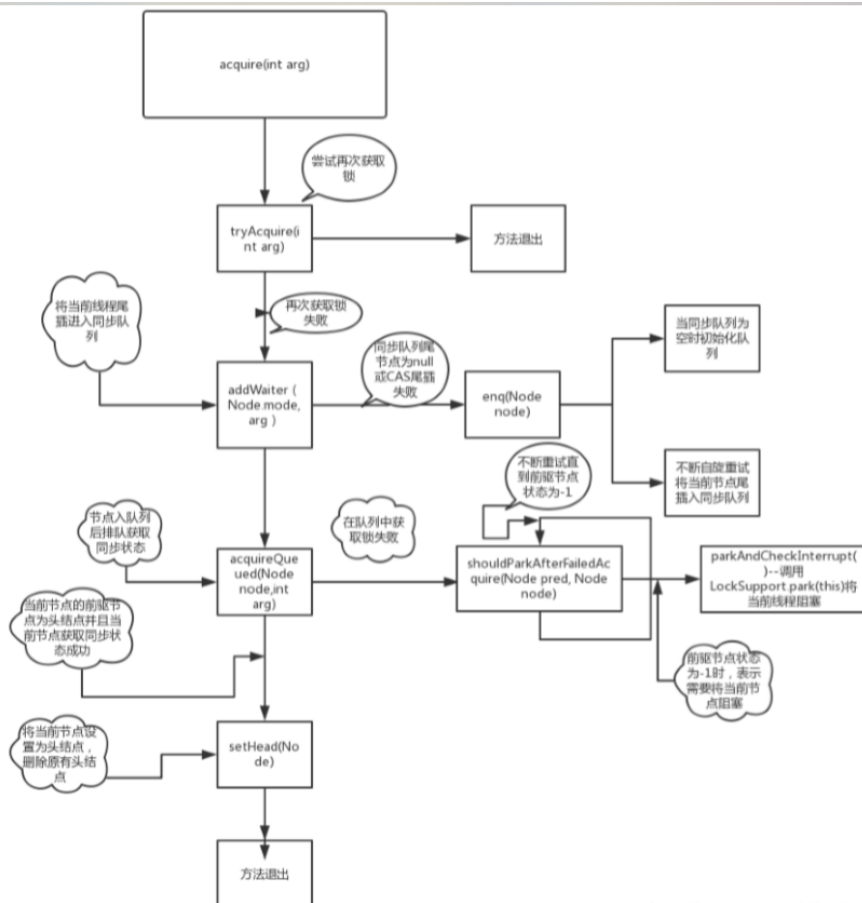 acquire(int arg)
尝试再次获取
锁
tryAcquire(i
nt arg)
方法退出
将当前线程尾
插进入同步队
列
再次获取锁
失败
同步队列尾
节点为null
或CAS尾插
失败
当同步队列为
空时初始化队
列
addWaiter (
Node.mode,
arg )
enq(Node
node)
不断重试直
到前驱节点
状态为-1
不断自旋重试
将当前节点尾
插入同步队列
节点入队列
后排队获取
同步状态
在队列中获
取锁失败
acquireQue
ued(Node
node,int
arg)
shouldParkAfterFailedAc
quire(Node pred, Node
node)
parkAndCheckInterrupt(
)--调用
LockSupport.park(this)将
当前线程阻塞
当前节点的前驱节
点为头结点并且当
前节点获取同步状
态成功
前驱节点状态
为-1时，表示
需要将当前节
点阻塞
将当前节点设
置为头结点，
删除原有头结
点
setHead(No
de)
方法退出